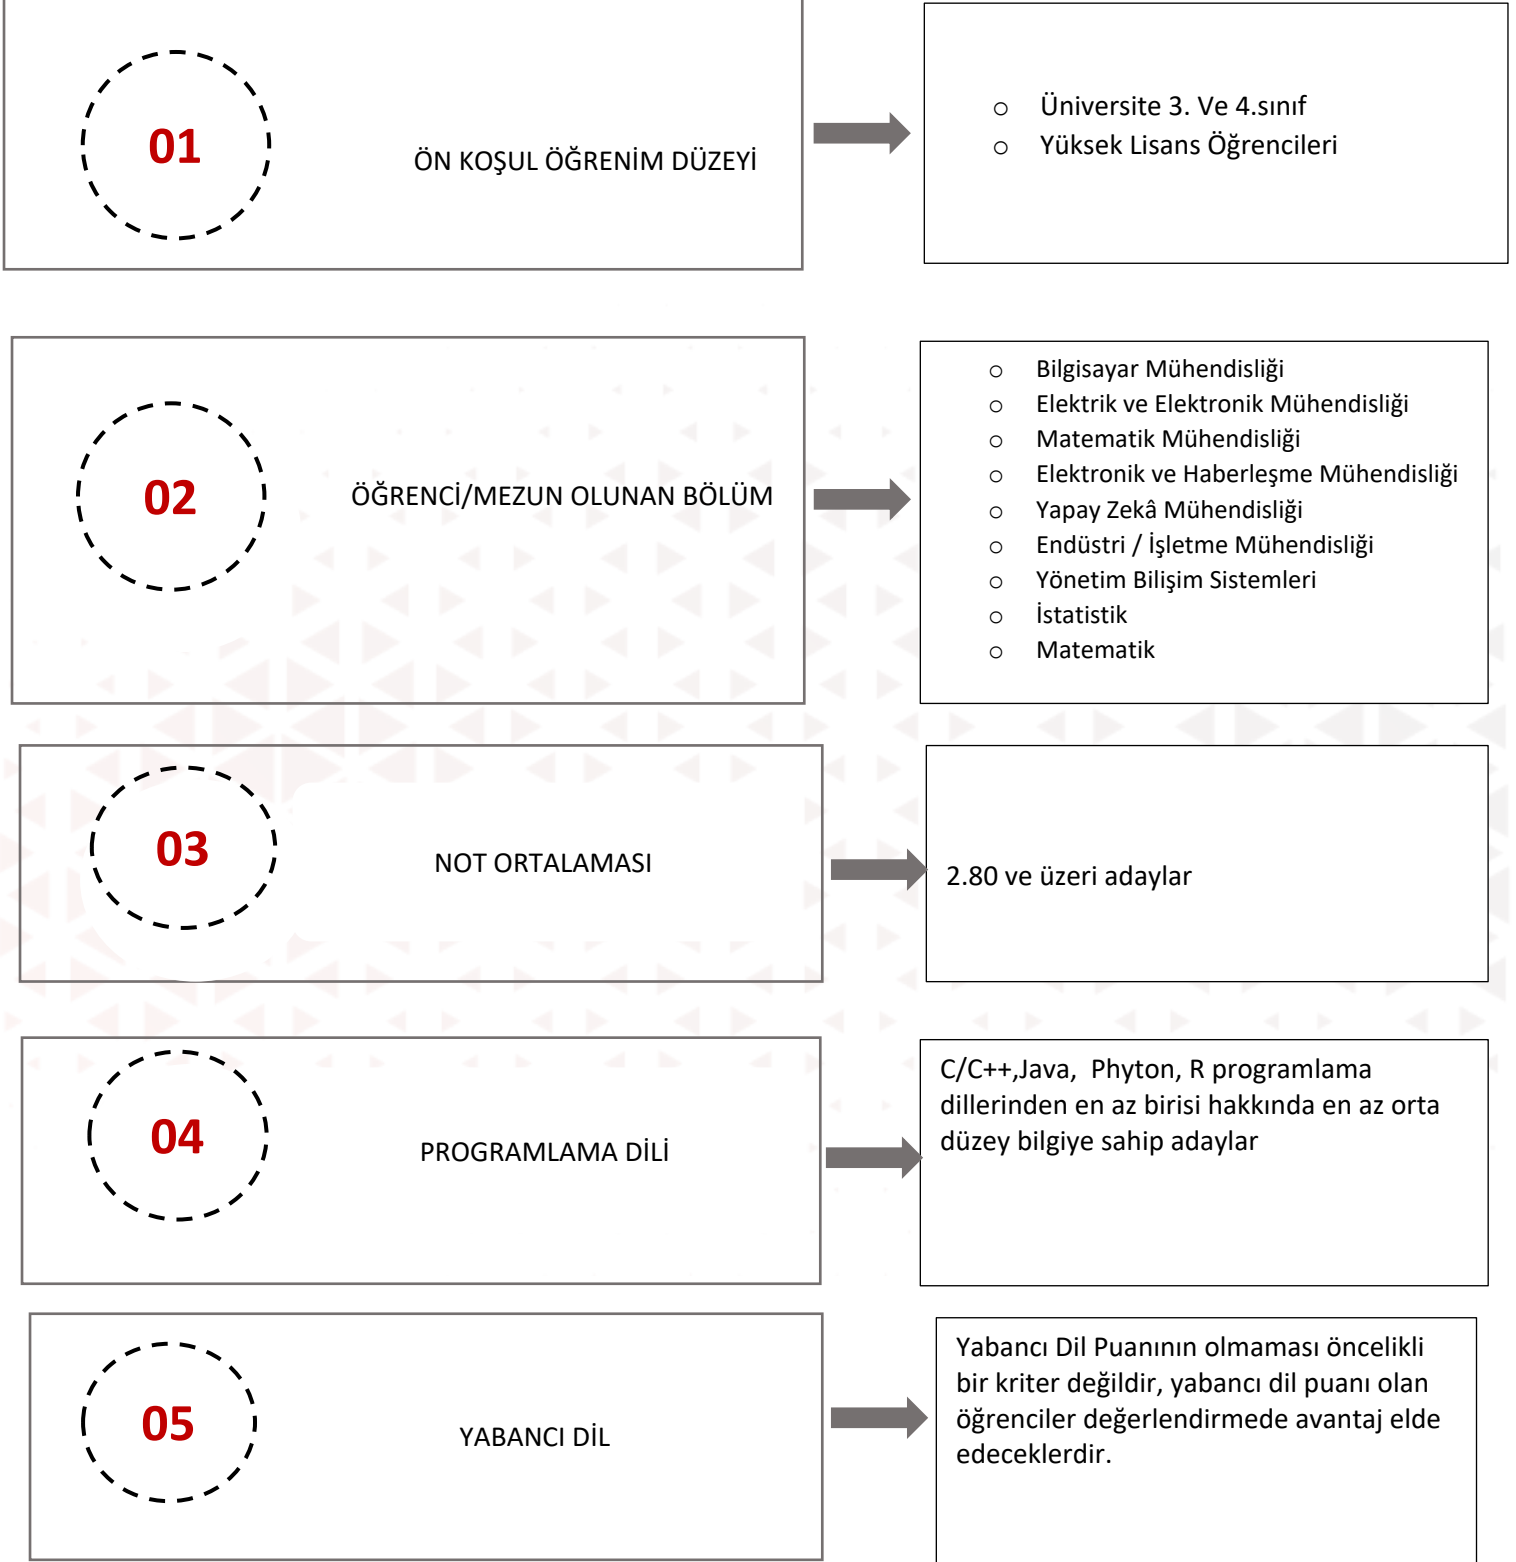 01
ÖN KOŞUL ÖĞRENİM DÜZEYİ
o Üniversite 3. Ve 4.sınıf
o Yüksek Lisans Öğrencileri
02
ÖĞRENCİ/MEZUN OLUNAN BÖLÜM
o Bilgisayar Mühendisliği
o Elektrik ve Elektronik Mühendisliği
o Matematik Mühendisliği
o Elektronik ve Haberleşme Mühendisliği
o Yapay Zekâ Mühendisliği
o Endüstri / İşletme Mühendisliği
o Yönetim Bilişim Sistemleri
o İstatistik
o Matematik
03
NOT ORTALAMASI
2.80 ve üzeri adaylar
04
PROGRAMLAMA DİLİ
C/C++,Java, Phyton, R programlama
dillerinden en az birisi hakkında en az orta
düzey bilgiye sahip adaylar
05
YABANCI DİL
Yabancı Dil Puanının olmaması öncelikli
bir kriter değildir, yabancı dil puanı olan
öğrenciler değerlendirmede avantaj elde
edeceklerdir.